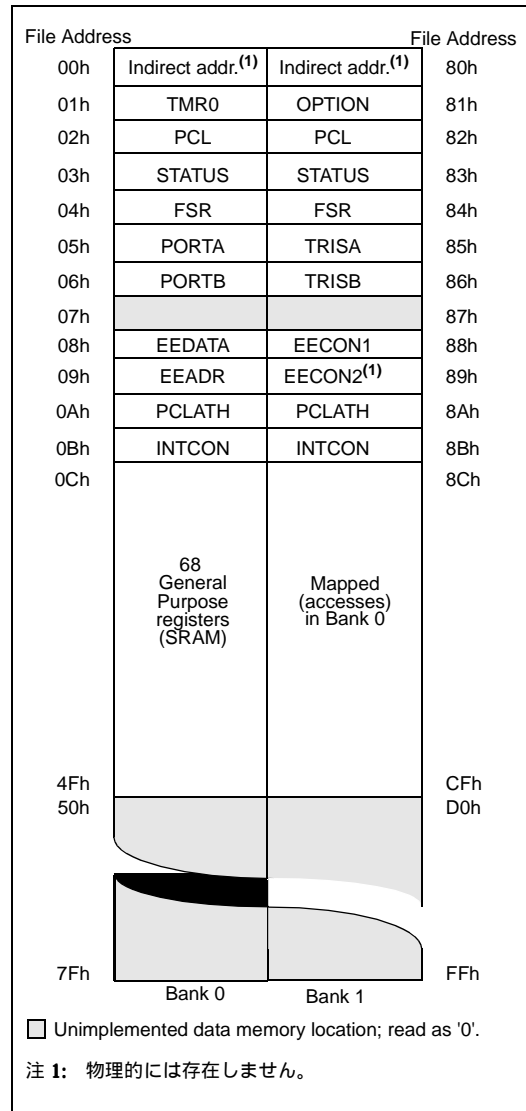 File Address File Address
00h Indirect addr.(1) Indirect addr.(1) 80h
01h TMR0 OPTION 81h
02h PCL PCL 82h
03h STATUS STATUS 83h
04h FSR FSR 84h
05h PORTA TRISA 85h
06h PORTB TRISB 86h
07h 87h
08h EEDATA EECON1 88h
09h EEADR EECON2(1) 89h
0Ah PCLATH PCLATH 8Ah
0Bh INTCON INTCON 8Bh
0Ch 8Ch
68
General
Purpose
registers
(SRAM)
Mapped
(accesses)
in Bank 0
4Fh CFh
50h D0h
7Fh FFh
Bank 0 Bank 1
Unimplemented data memory location; read as '0'.
注 1: 物理的には存在しません。